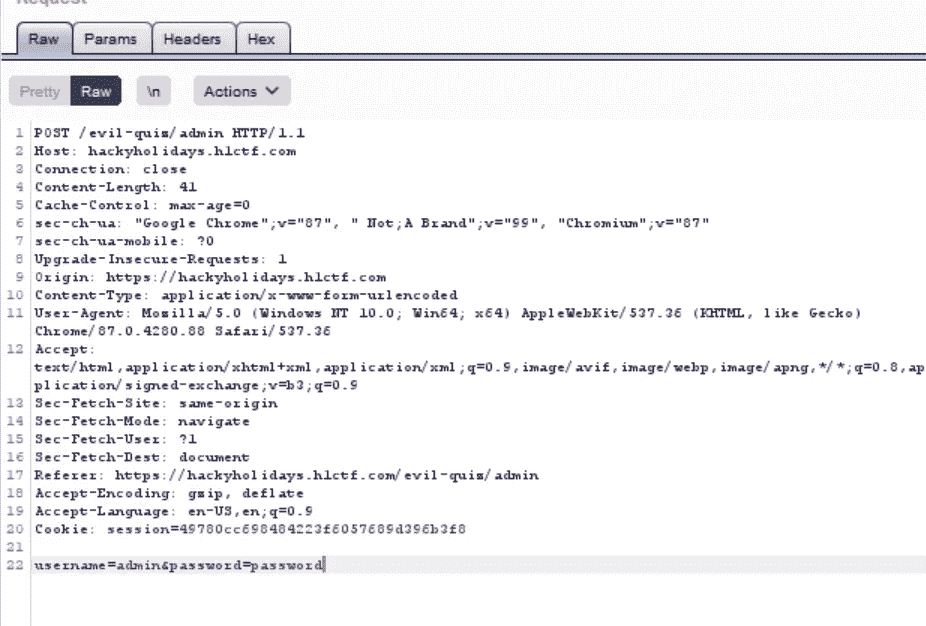 Request
Raw Params Headers Hex
Pretty Raw \n Actions
1 POST /evil-quiz/admin HTTP/1.1
2 Host: hackyholidays.h1ctf.com
3 Connection: close
4 Content-Length: 41
5 Cache-Control: max-age=0
6 sec-ch-ua: "Google Chrome";v="87", " Not;A Brand";v="99", "Chromium";v="87"
7 sec-ch-ua-mobile: ?0
8 Upgrade-Insecure-Requests: 1
9 Origin: https://hackyholidays.h1ctf.com
10 Content-Type: application/x-www-form-urlencoded
11 User-Agent: Mozilla/5.0 (Windows NT 10.0; Win64; x64) AppleWebKit/537.36 (KHTML, like Gecko)
Chrome/87.0.4280.88 Safari/537.36
12 Accept:
text/html,application/xhtml+xml,application/xml;q=0.9,image/avif,image/webp,image/apng,*/*;q=0.8,ap
plication/signed-exchange;v=b3;q=0.9
13 Sec-Fetch-Site: same-origin
14 Sec-Fetch-Mode: navigate
15 Sec-Fetch-User: ?1
16 Sec-Fetch-Dest: document
17 Referer: https://hackyholidays.h1ctf.com/evil-quiz/admin
18 Accept-Encoding: gzip, deflate
19 Accept-Language: en-US,en;q=0.9
20 Cookie: session=49780cc698484223f6057689d396b3f8
21
22 username=admin&password=password